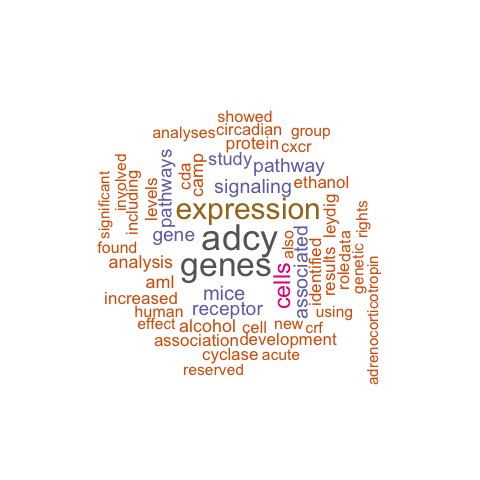 showed
analyses
circadian
group
protein
cxcr
study
pathway
pathways
cda
camp
signaling
ethanol
significant
involved
including
levels
expression
leydig
rights
gene
adcy
genes
also
associated
found
analysis
cells
identified
results
roledata
genetic
adrenocorticotropin
aml
increased
mice
human
receptor
using
effect
alcohol
cell
new
crf
association
development
cyclase
acute
reserved